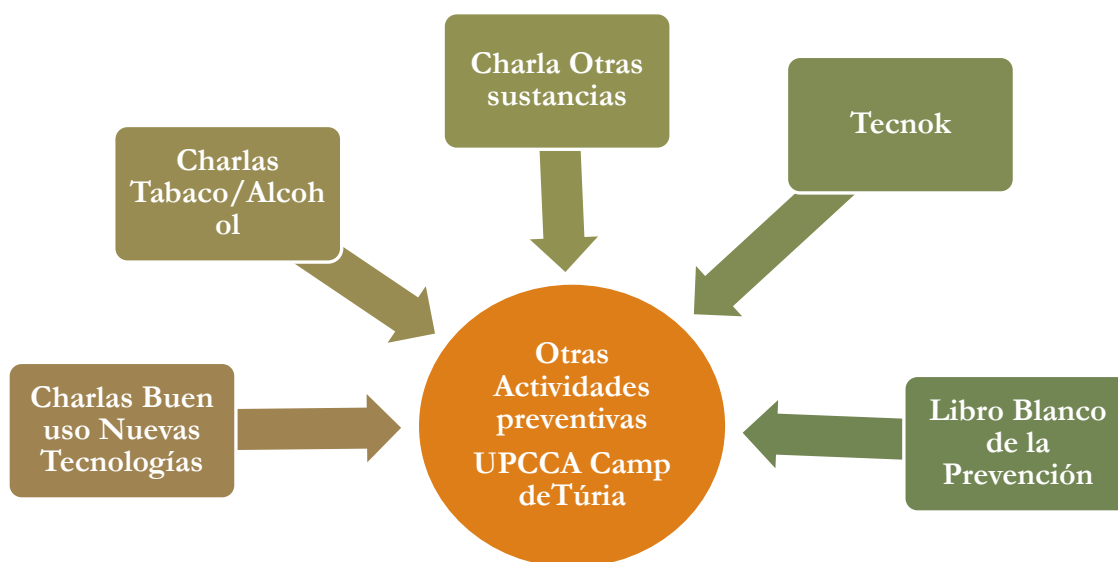 Charla Otras
sustancias
Tecnok
Charlas
Tabaco/Alcoh
ol
Otras
Actividades
preventivas
UPCCA Camp
deTúria
Charlas Buen
uso Nuevas
Tecnologías
Libro Blanco
de la
Prevención